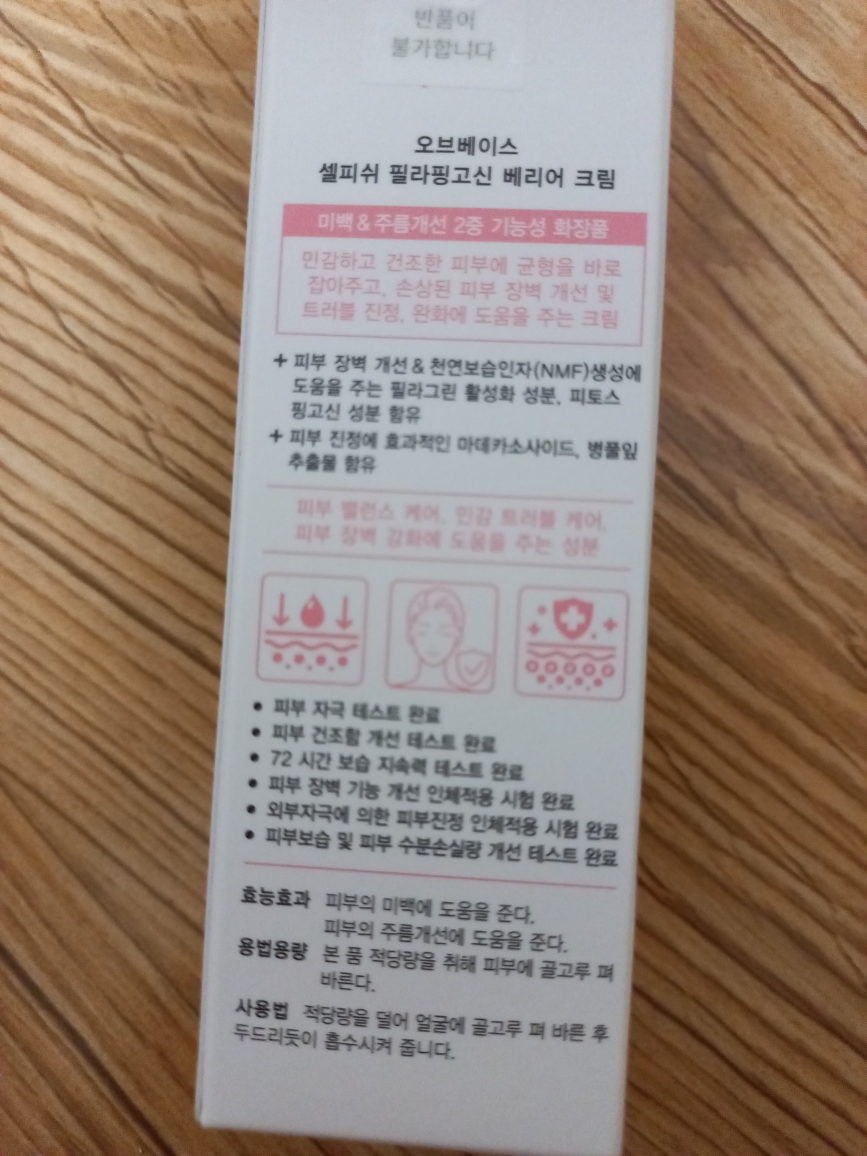 반품이
불가합니다
오브베이스
셀피쉬 필라핑고신 베리어 크림
미백 & 주름개선 2중 기능성 화장품
민감하고 건조한 피부에 균형을 바로
잡아주고, 손상된 피부 장벽 개선 및
트러블 진정, 완화에 도움을 주는 크림
+ 피부 장벽 개선 & 천연보습인자(NMF)생성에
도움을 주는 필라그린 활성화 성분, 피토스
핑고신 성분 함유
+ 피부 진정에 효과적인 마데카소사이드, 병풀잎
추출물 함유
피부 밸런스 케어, 민감 트러블 케어,
피부 장벽 강화에 도움을 주는 성분
• 피부 자극 테스트 완료
• 피부 건조함 개선 테스트 완료
• 72 시간 보습 지속력 테스트 완료
• 피부 장벽 기능 개선 인체적용 시험 완료
• 외부자극에 의한 피부진정 인체적용 시험 완료
• 피부보습 및 피부 수분손실량 개선 테스트 완료
효능효과 피부의 미백에 도움을 준다.
피부의 주름개선에 도움을 준다.
용법용량 본 품 적당량을 취해 피부에 골고루 펴
바른다.
사용법 적당량을 덜어 얼굴에 골고루 펴 바른 후
두드리듯이 흡수시켜 줍니다.